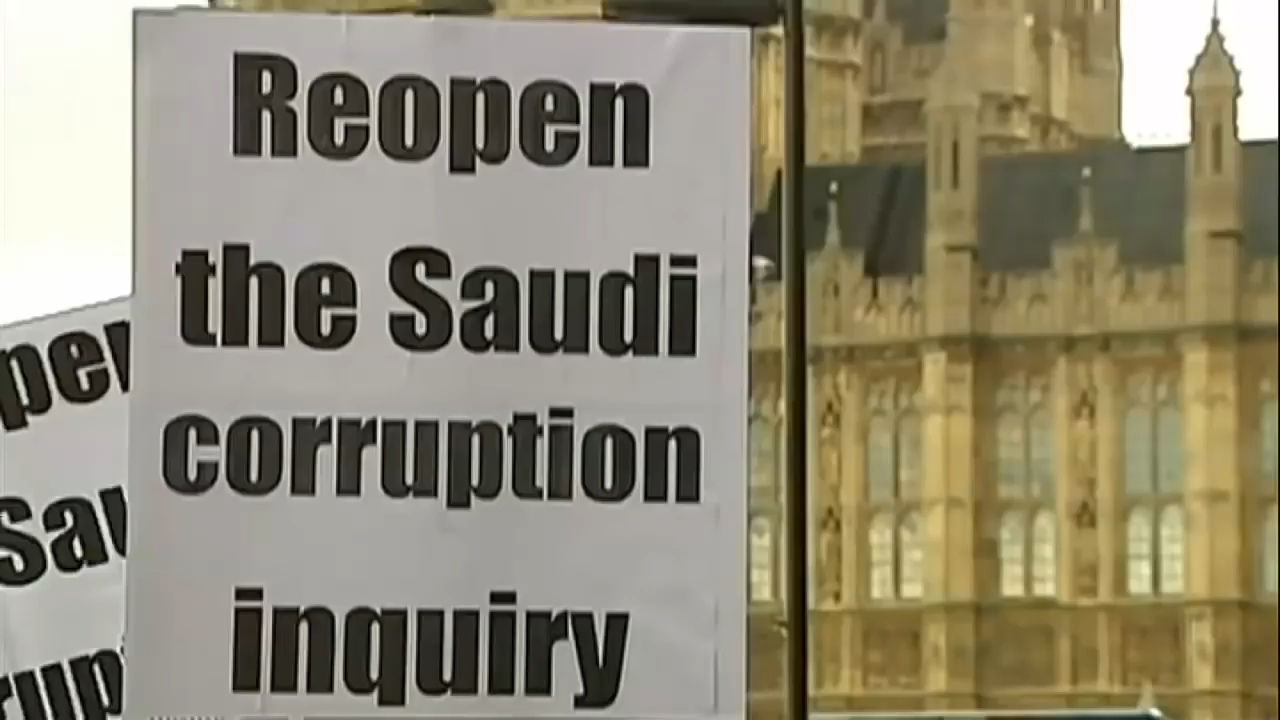 Reopen
the Saudi
corruption
inquiry